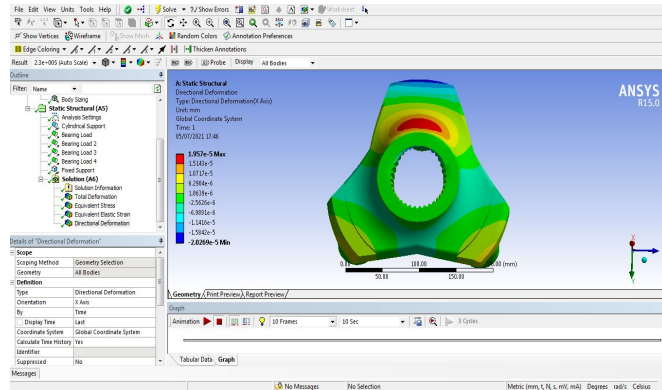 File Edit View Units Tools Help Solve ?/ Show Errors Worksheet
Show Vertices Wireframe Show Mesh Random Colors Annotation Preferences
Edge Coloring Thicken Annotations
Result 2.3e+005 (Auto Scale) Probe Display All Bodies
Outline
Filter: Name
Body Sizing
Static Structural (A5)
Analysis Settings
Cylindrical Support
Bearing Load
Bearing Load 2
Bearing Load 3
Bearing Load 4
Fixed Support
Solution (A6)
Solution Information
Total Deformation
Equivalent Stress
Equivalent Elastic Strain
Directional Deformation
Details of "Directional Deformation"
Scope
Scoping Method Geometry Selection
Geometry All Bodies
Definition
Type Directional Deformation
Orientation X Axis
By Time
Display Time Last
Coordinate System Global Coordinate System
Calculate Time History Yes
Identifier
Suppressed No
A: Static Structural
Directional Deformation
Type: Directional Deformation(X Axis)
Unit: mm
Global Coordinate System
Time: 1
05/07/2021 17:46
1.957e-5 Max
1.5143e-5
1.0717e-5
6.2904e-6
1.8639e-6
-2.5626e-6
-6.9891e-6
-1.1416e-5
-1.5842e-5
-2.0269e-5 Min
ANSYS
R15.0
0.00 100.00 (mm)
50.00 150.00
X
Y
Geometry Print Preview Report Preview
Graph
Animation 10 Frames 10 Sec 3 Cycles
Tabular Data Graph
Messages
No Messages No Selection Metric (mm, t, N, s, mV, mA) Degrees rad/s Celsius